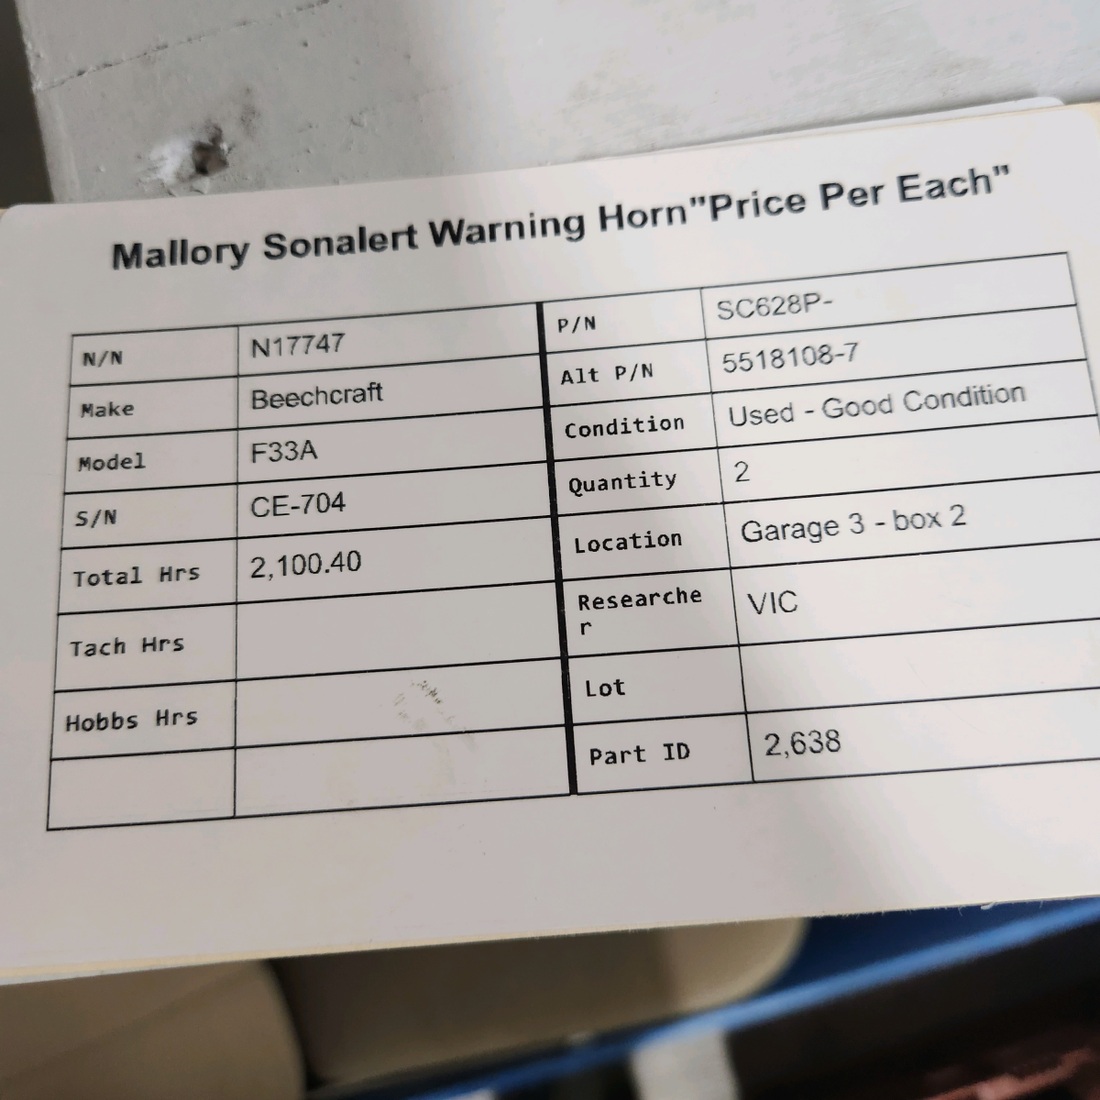 Mallory Sonalert Warning Horn"Price Per Each"
N/N N17747 P/N SC628P-
Make Beechcraft Alt P/N 5518108-7
Model F33A Condition Used - Good Condition
S/N CE-704 Quantity 2
Total Hrs 2,100.40 Location Garage 3 - box 2
Tach Hrs Researche
r VIC
Hobbs Hrs Lot
Part ID 2,638